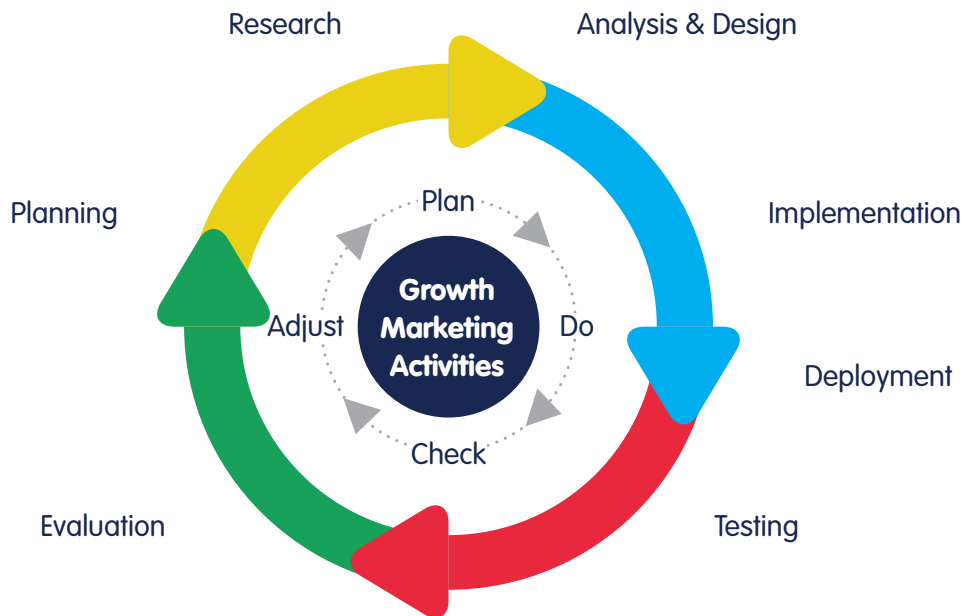 Research
Analysis & Design
Planning
Plan
Implementation
Growth
Marketing
Activities
Adjust
Do
Deployment
Check
Evaluation
Testing